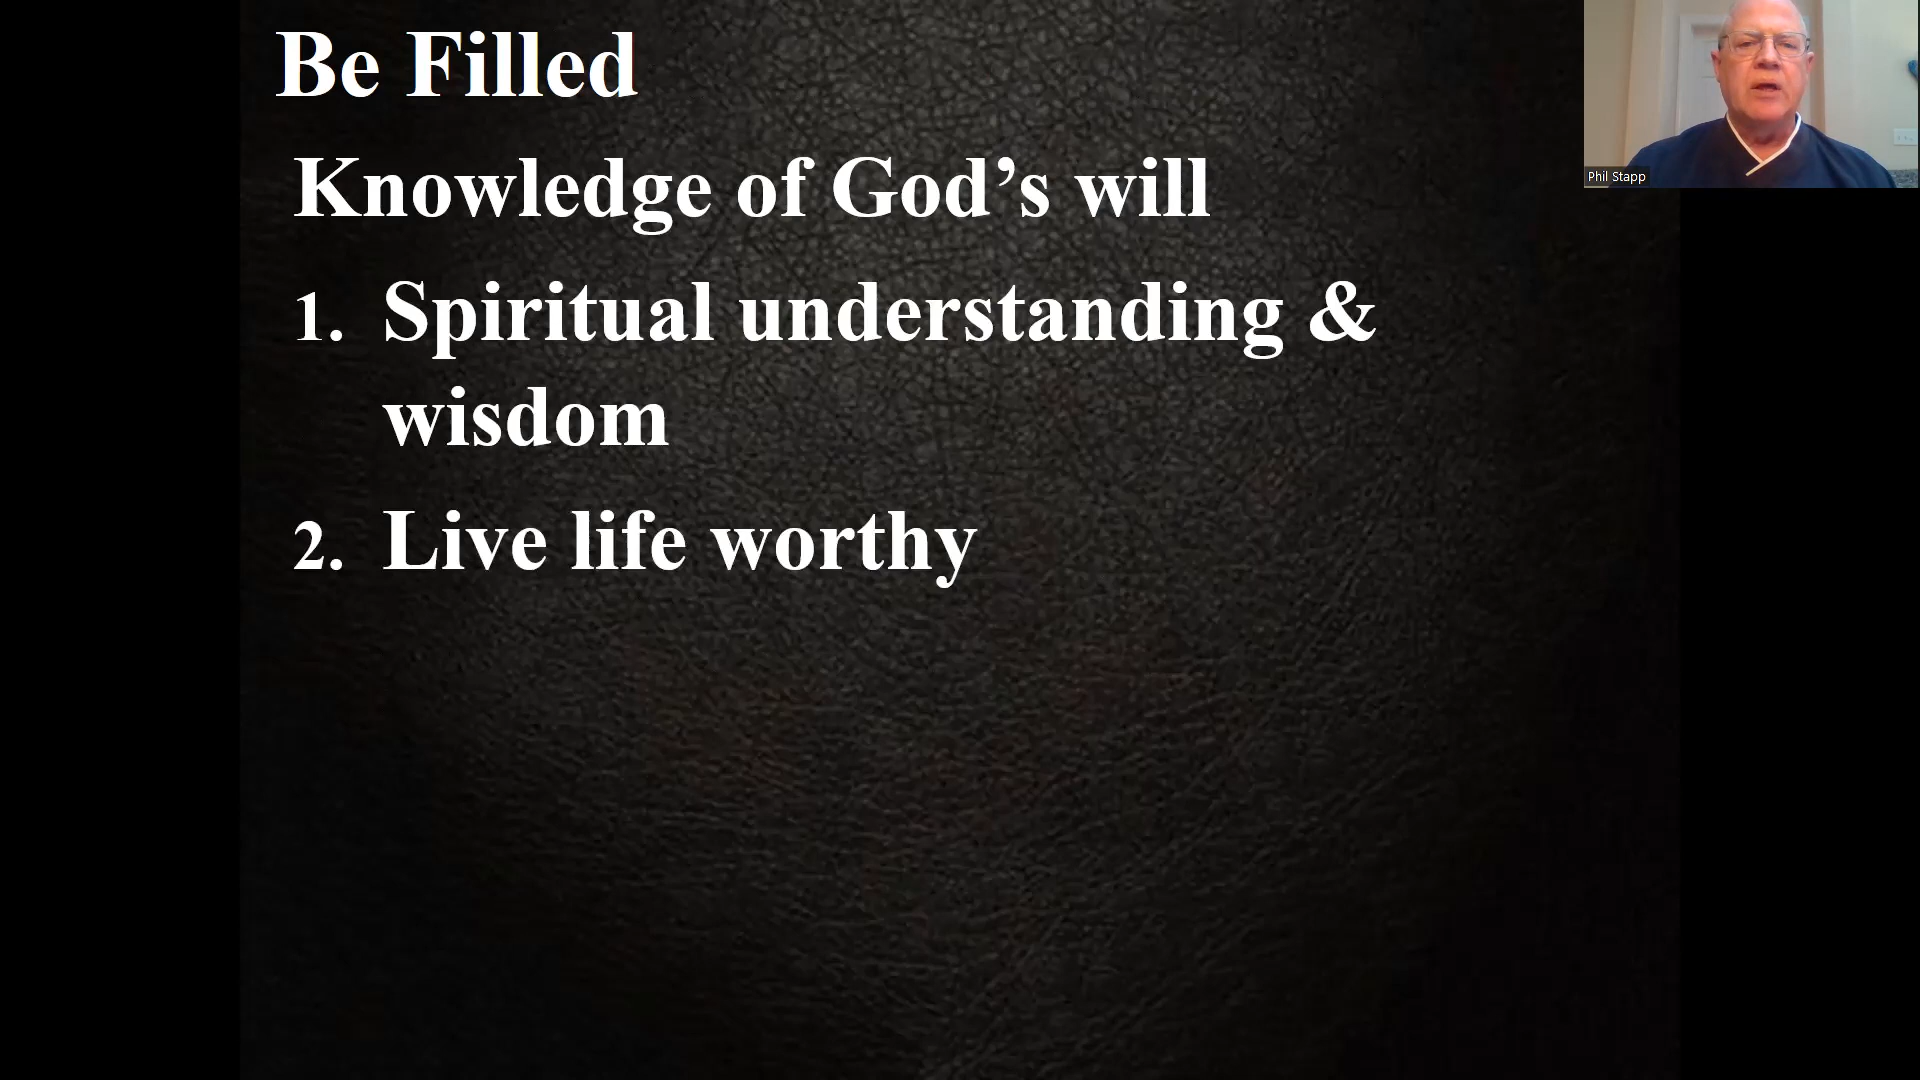 Be Filled
Knowledge of God’s will
1. Spiritual understanding &
wisdom
2. Live life worthy
Phil Stapp